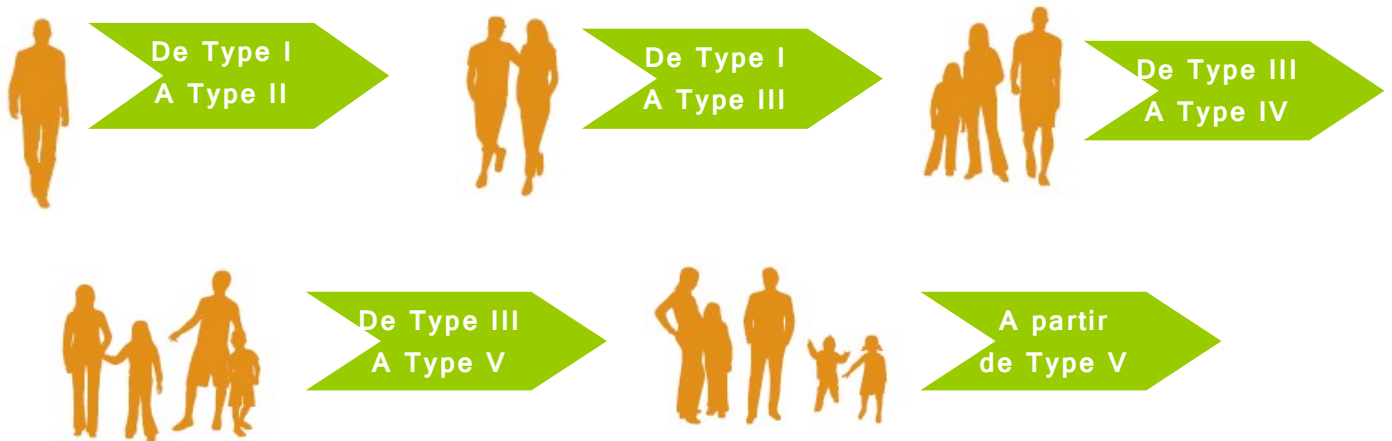 De Type I
A Type II
De Type I
A Type III
De Type III
A Type IV
De Type III
A Type V
A partir
de Type V